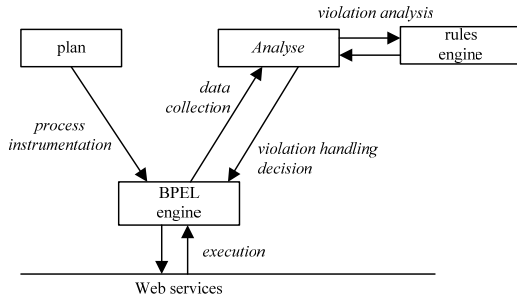 violation analysis
plan
Analyse
rules
engine
data
collection
process
instrumentation
violation handling
decision
BPEL
engine
execution
Web services